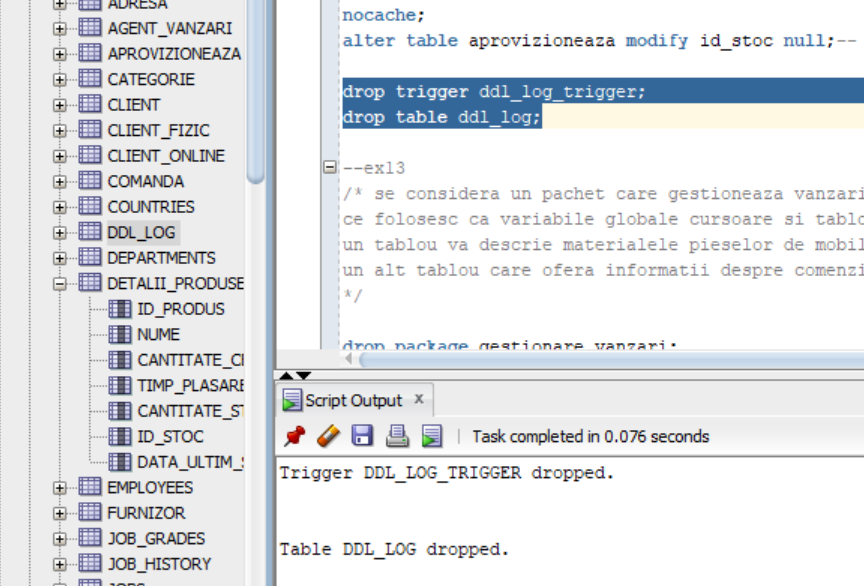 ADRESA
AGENT_VANZARI
APROVIZIONEAZA
CATEGORIE
CLIENT
CLIENT_FIZIC
CLIENT_ONLINE
COMANDA
COUNTRIES
DDL_LOG
DEPARTMENTS
DETALII_PRODUSE
ID_PRODUS
NUME
TIMP_PLASARE
ID_STOC
EMPLOYEES
FURNIZOR
JOB_GRADES
JOB_HISTORY
nocache;
alter table aprovizioneaza modify id_stoc null;--
drop trigger ddl_log_trigger;
drop table ddl_log;
--ex13
/* se considera un pachet care gestioneaza vanzari
ce folosesc ca variabile globale cursoare si tablo
un tablou va descrie materialele pieselor de mobil
un alt tablou care ofera informatii despre comenzi
*/
drop package gestionare_vanzari;
Script Output x
Task completed in 0.076 seconds
Trigger DDL_LOG_TRIGGER dropped.
Table DDL_LOG dropped.